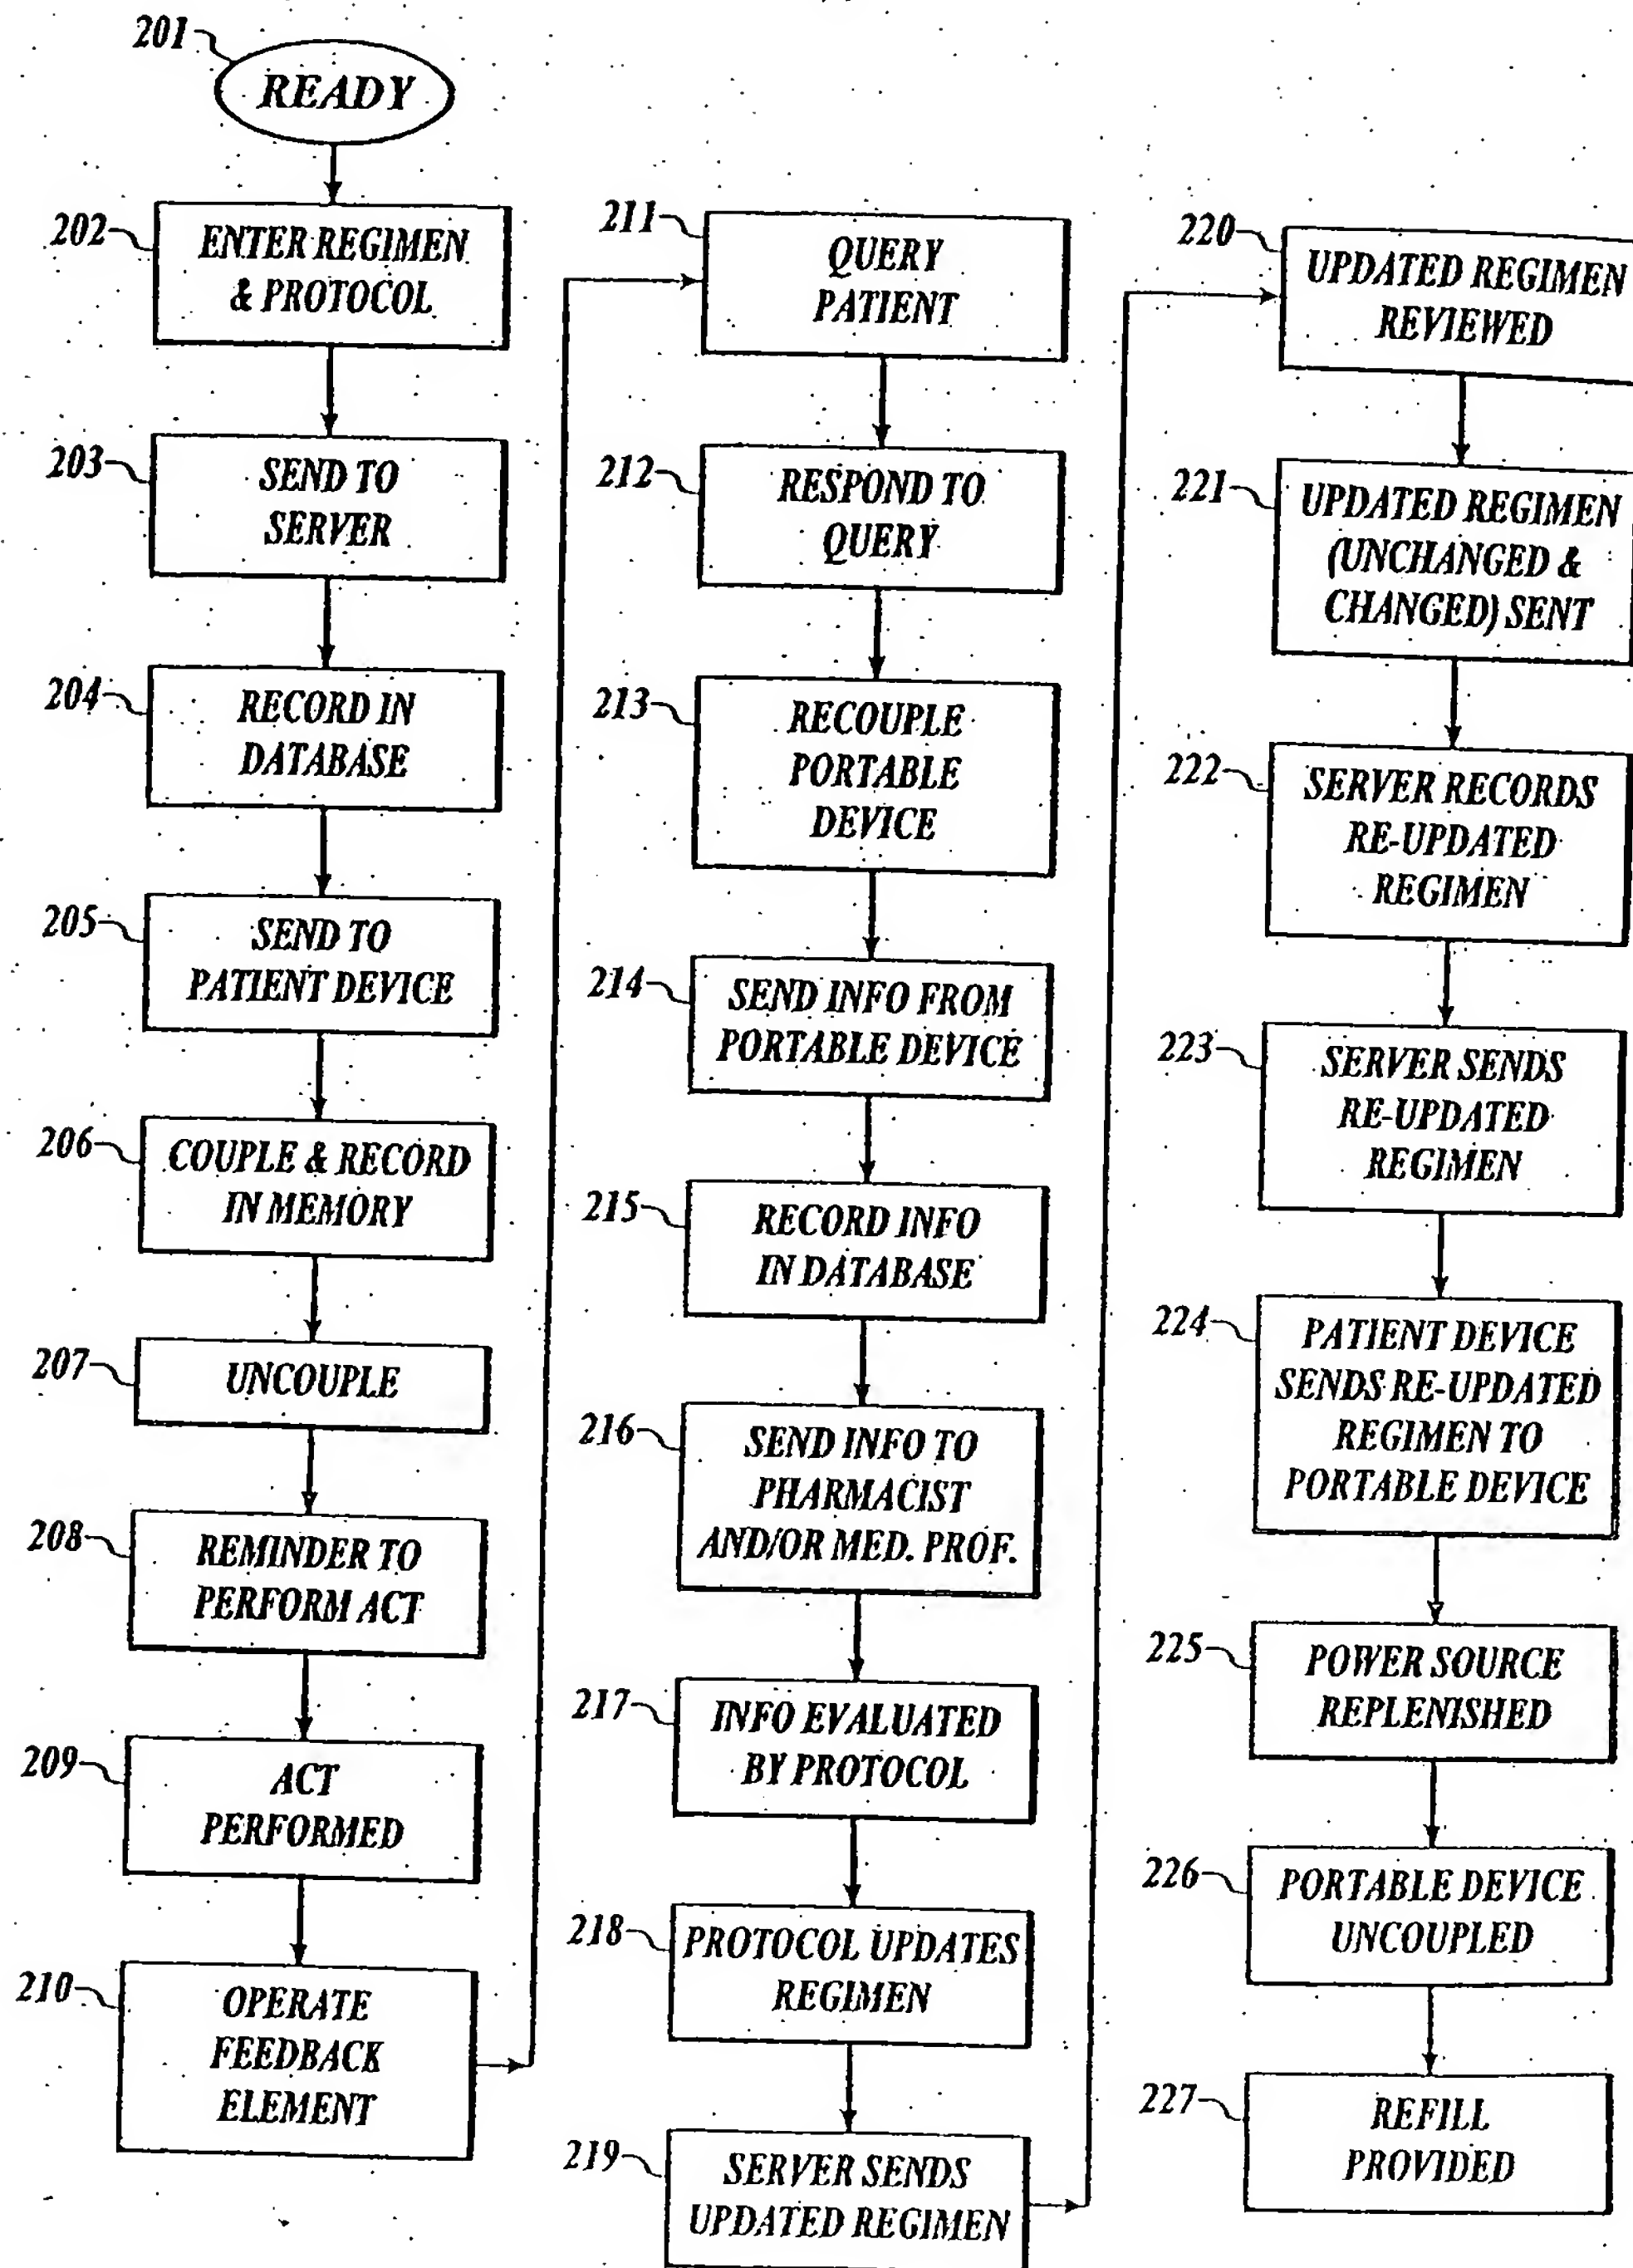 201
READY
202
ENTER REGIMEN
& PROTOCOL
203
SEND TO
SERVER
204
RECORD IN
DATABASE
205
SEND TO
PATIENT DEVICE
206
COUPLE & RECORD
IN MEMORY
207
UNCOUPLE
208
REMINDER TO
PERFORM ACT
209
ACT
PERFORMED
210
OPERATE
FEEDBACK
ELEMENT
211
QUERY
PATIENT
212
RESPOND TO
QUERY
213
RECOUPLE
PORTABLE
DEVICE
214
SEND INFO FROM
PORTABLE DEVICE
215
RECORD INFO
IN DATABASE
216
SEND INFO TO
PHARMACIST
AND/OR MED. PROF.
217
INFO EVALUATED
BY PROTOCOL
218
PROTOCOL UPDATES
REGIMEN
219
SERVER SENDS
UPDATED REGIMEN
220
UPDATED REGIMEN
REVIEWED
221
UPDATED REGIMEN
(UNCHANGED &
CHANGED) SENT
222
SERVER RECORDS
RE-UPDATED
REGIMEN
223
SERVER SENDS
RE-UPDATED
REGIMEN
224
PATIENT DEVICE
SENDS RE-UPDATED
REGIMEN TO
PORTABLE DEVICE
225
POWER SOURCE
REPLENISHED
226
PORTABLE DEVICE
UNCOUPLED
227
REFILL
PROVIDED